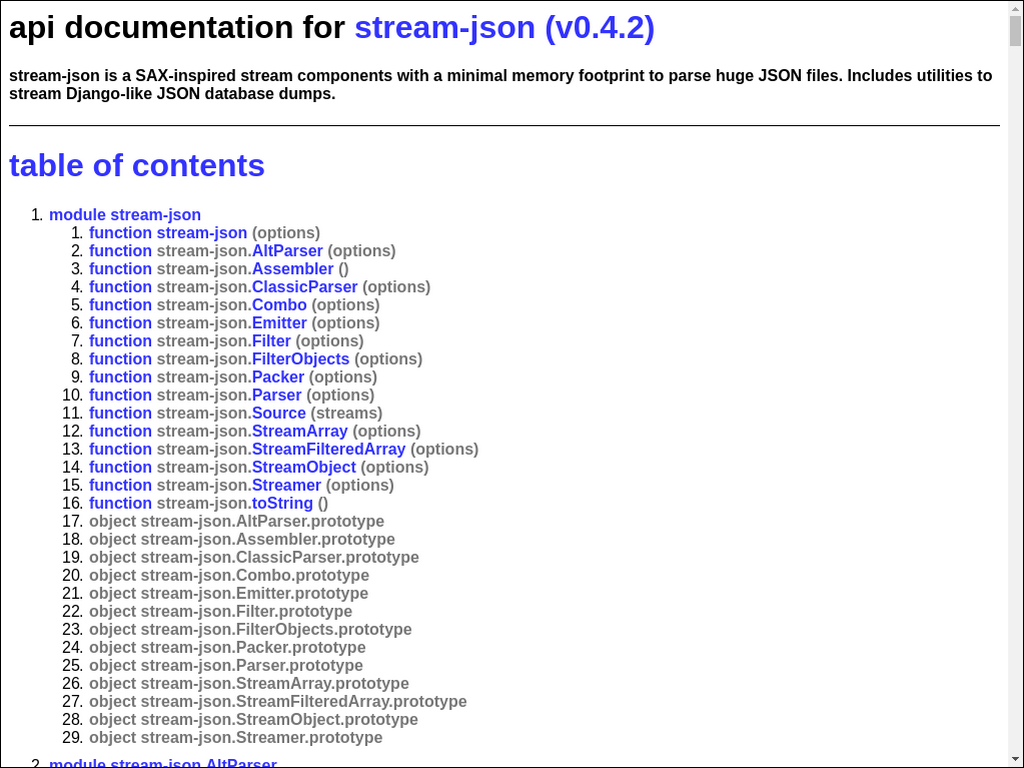 api documentation for stream-json (v0.4.2)
stream-json is a SAX-inspired stream components with a minimal memory footprint to parse huge JSON files. Includes utilities to
stream Django-like JSON database dumps.
table of contents
1. module stream-json
1. function stream-json (options)
2. function stream-json.AltParser (options)
3. function stream-json.Assembler ()
4. function stream-json.ClassicParser (options)
5. function stream-json.Combo (options)
6. function stream-json.Emitter (options)
7. function stream-json.Filter (options)
8. function stream-json.FilterObjects (options)
9. function stream-json.Packer (options)
10. function stream-json.Parser (options)
11. function stream-json.Source (streams)
12. function stream-json.StreamArray (options)
13. function stream-json.StreamFilteredArray (options)
14. function stream-json.StreamObject (options)
15. function stream-json.Streamer (options)
16. function stream-json.toString ()
17. object stream-json.AltParser.prototype
18. object stream-json.Assembler.prototype
19. object stream-json.ClassicParser.prototype
20. object stream-json.Combo.prototype
21. object stream-json.Emitter.prototype
22. object stream-json.Filter.prototype
23. object stream-json.FilterObjects.prototype
24. object stream-json.Packer.prototype
25. object stream-json.Parser.prototype
26. object stream-json.StreamArray.prototype
27. object stream-json.StreamFilteredArray.prototype
28. object stream-json.StreamObject.prototype
29. object stream-json.Streamer.prototype
2. module stream-json.AltParser